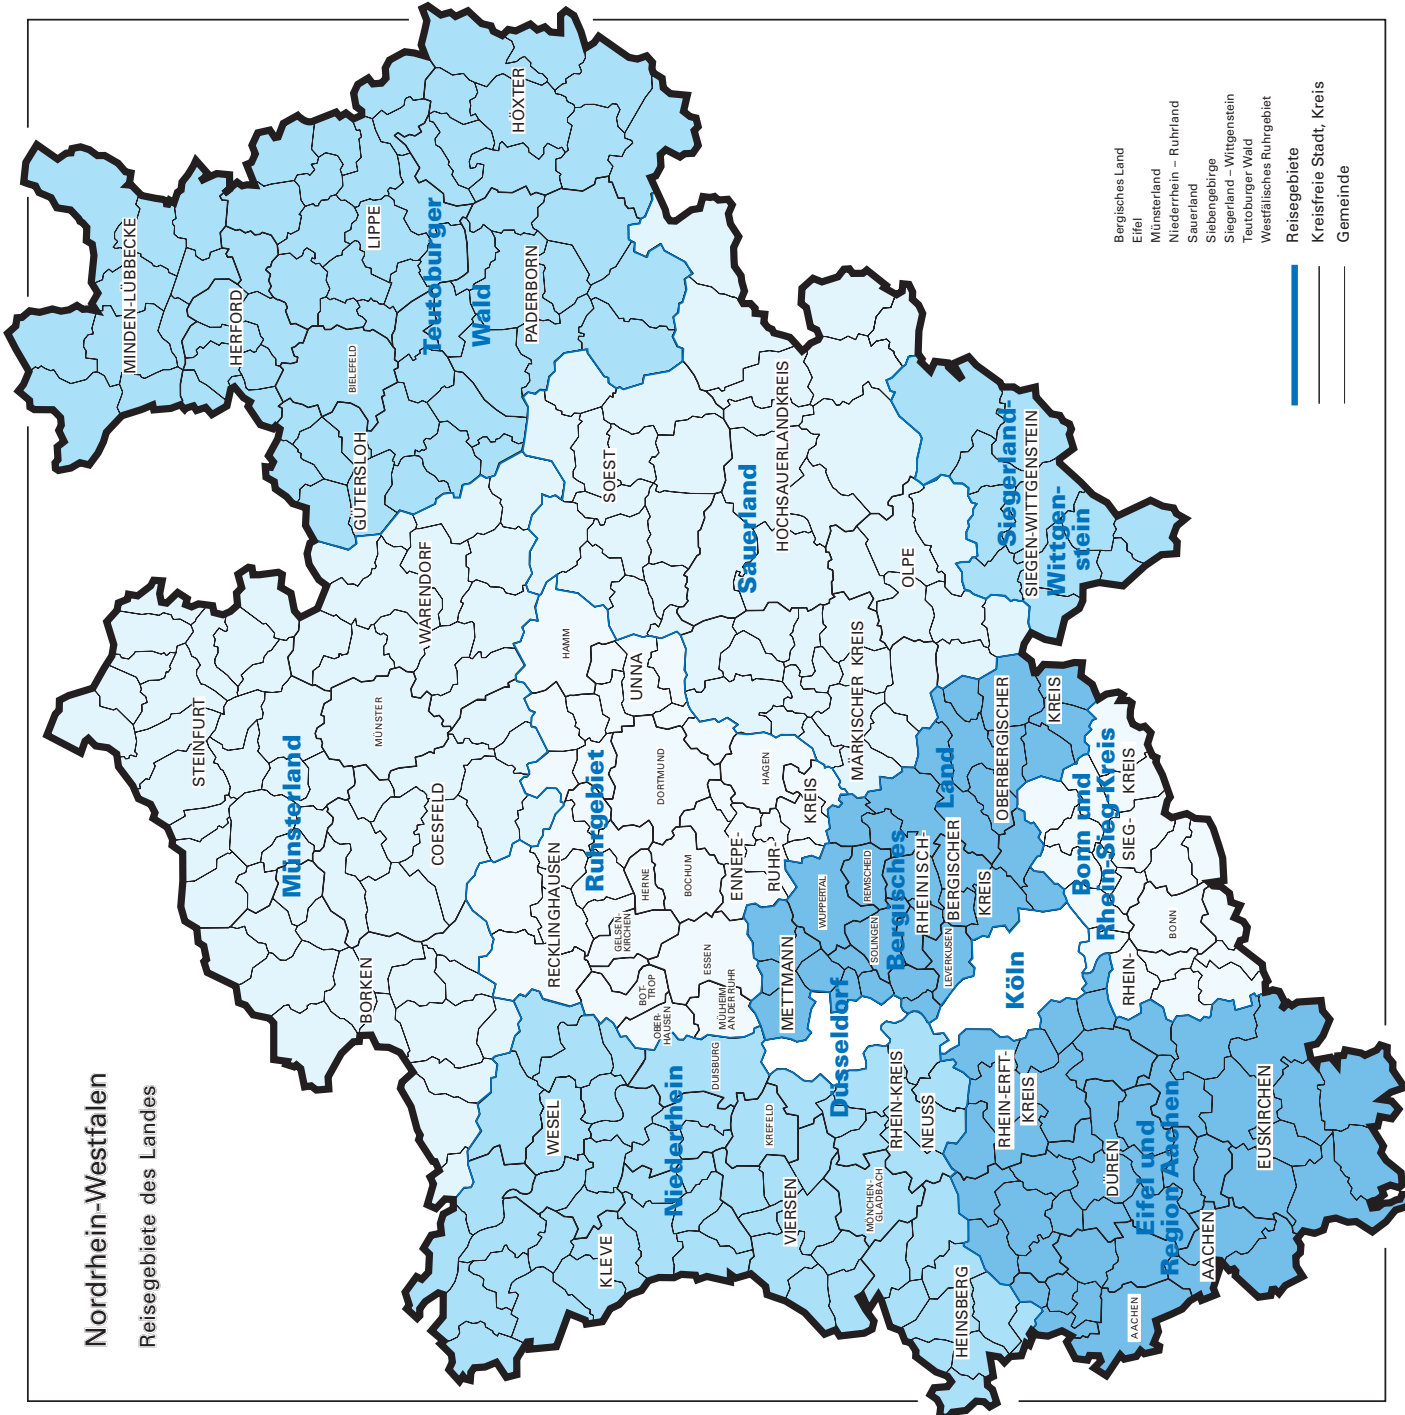 Nordrhein-Westfalen
Reisegebiete des Landes
MINDEN-LÜBBECKE
HERFORD
BIELEFELD
GÜTERSLOH
LIPPE
Teutoburger
Wald
HÖXTER
PADERBORN
STEINFURT
Münsterland
MÜNSTER
WARENDORF
COESFELD
BORKEN
HAMM
UNNA
Ruhrgebiet
RECKLINGHAUSEN
DORTMUND
HERNE
BOCHUM
GELSEN-
KIRCHEN
BOT-
TROP
OBER-
HAUSEN
ESSEN
MÜLHEIM
AN DER RUHR
HAGEN
ENNEPE-
RUHR-
KREIS
SOEST
Sauerland
HOCHSAUERLANDKREIS
MÄRKISCHER KREIS
OLPE
Siegerland-
SIEGEN-WITTGENSTEIN
Wittgen-
stein
WESEL
KLEVE
Niederrhein
DUISBURG
KREFELD
VIERSEN
MÖNCHEN-
GLADBACH
RHEIN-KREIS
NEUSS
HEINSBERG
Düsseldorf
METTMANN
WUPPERTAL
REMSCHEID
SOLINGEN
Bergisches
Land
RHEINISCH-
BERGISCHER
KREIS
LEVERKUSEN
OBERBERGISCHER
KREIS
Köln
Bonn und
Rhein-Sieg-Kreis
RHEIN-
SIEG-
KREIS
BONN
RHEIN-ERFT-
KREIS
DÜREN
Eifel und
Region Aachen
AACHEN
AACHEN
EUSKIRCHEN
Bergisches Land
Eifel
Münsterland
Niederrhein – Ruhrland
Sauerland
Siebengebirge
Siegerland – Wittgenstein
Teutoburger Wald
Westfälisches Ruhrgebiet
Reisegebiete
Kreisfreie Stadt, Kreis
Gemeinde